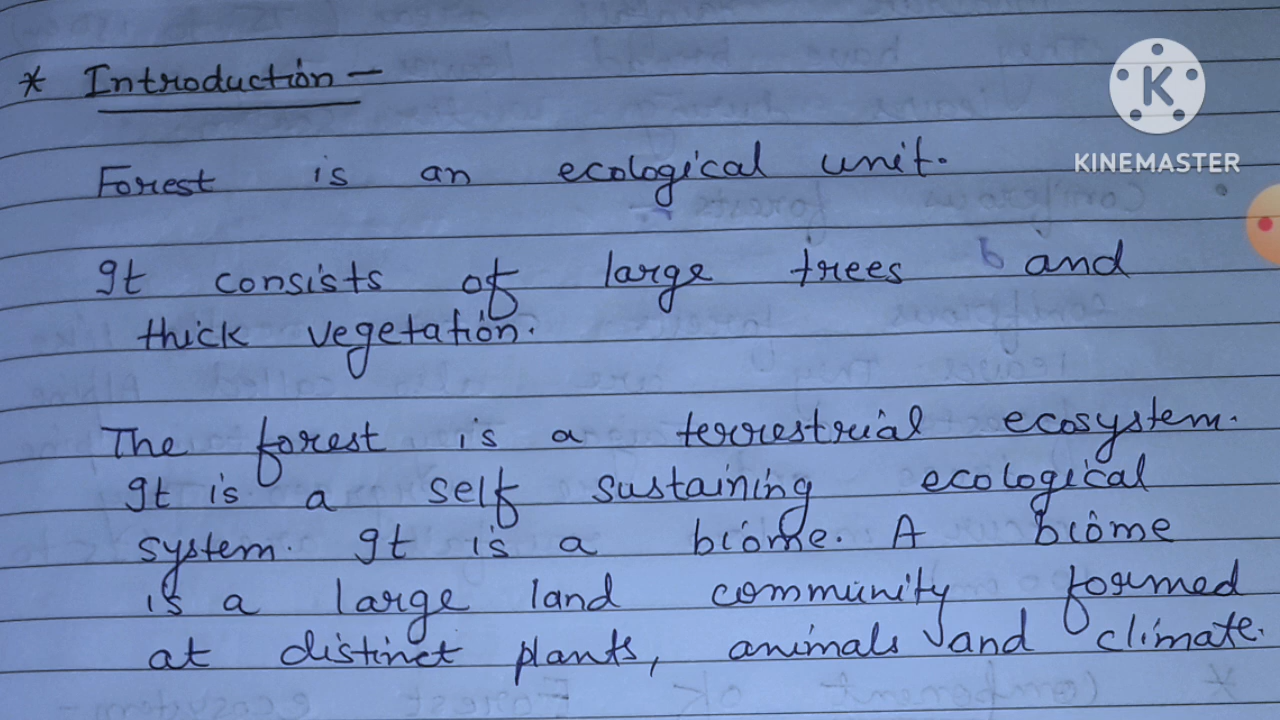 * Introduction -
Forest is an ecological unit.
It consists of large trees and
thick vegetation.
The forest is a terrestrial ecosystem.
It is a self sustaining ecological
system. It is a biome. A biome
is a large land community formed
at distinct plants, animals and climate.
K
KINEMASTER